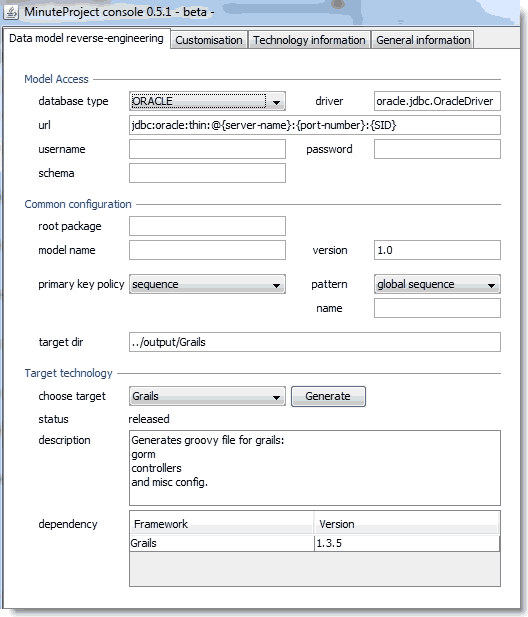 MinuteProject console 0.5.1 - beta -
Data model reverse-engineering Customisation Technology information General information
Model Access
database type ORACLE driver oracle.jdbc.OracleDriver
url jdbc:oracle:thin:@{server-name}:{port-number}:{SID}
username password
schema
Common configuration
root package
model name version 1.0
primary key policy sequence pattern global sequence
name
target dir ../output/Grails
Target technology
choose target Grails Generate
status released
description Generates groovy file for grails:
gorm
controllers
and misc config.
dependency Framework Version
Grails 1.3.5